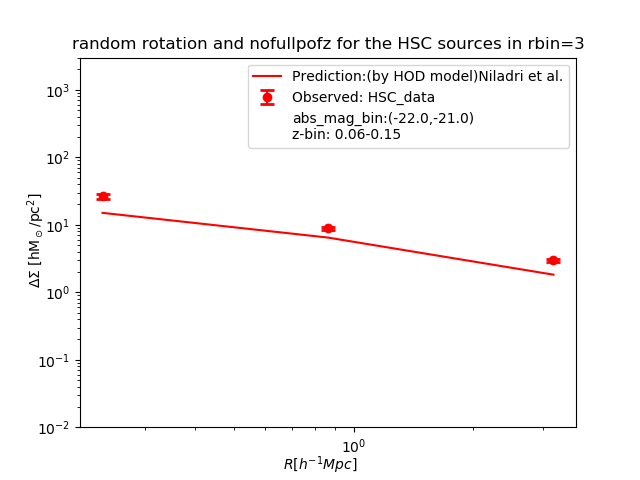 random rotation and nofullpofz for the HSC sources in rbin=3
Prediction:(by HOD model)Niladri et al.
Observed: HSC_data
abs_mag_bin:(-22.0,-21.0)
z-bin: 0.06-0.15
10³
10²
10¹
10⁰
10⁻¹
10⁻²
ΔΣ [hM⊙/pc²]
10⁰
R[h⁻¹Mpc]